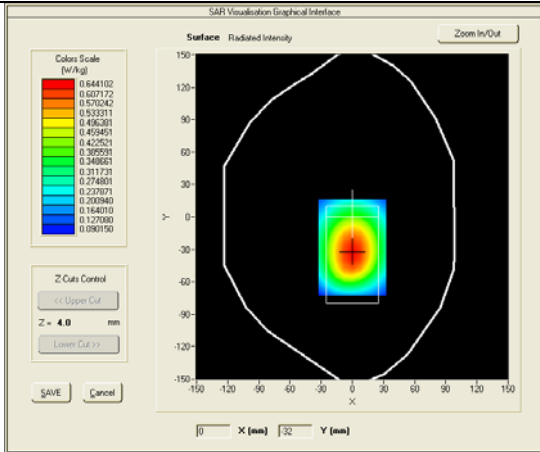 SAR Visualisation Graphical Interface
Surface Radiated Intensity
Zoom In/Out
Colors Scale
(W/kg)
0.644102
0.607172
0.570242
0.533311
0.496381
0.459451
0.422521
0.385591
0.348661
0.311731
0.274801
0.237871
0.200940
0.164010
0.127080
0.090150
150-
120-
90-
60-
30-
Y
0-
-30-
-60-
-90-
-120-
-150-
-150 -120 -90 -60 -30 0 30 60 90 120 150
X
Z Cuts Control
<< Upper Cut
Z = 4.0 mm
Lower Cut >>
SAVE Cancel
0 X (mm) -32 Y (mm)